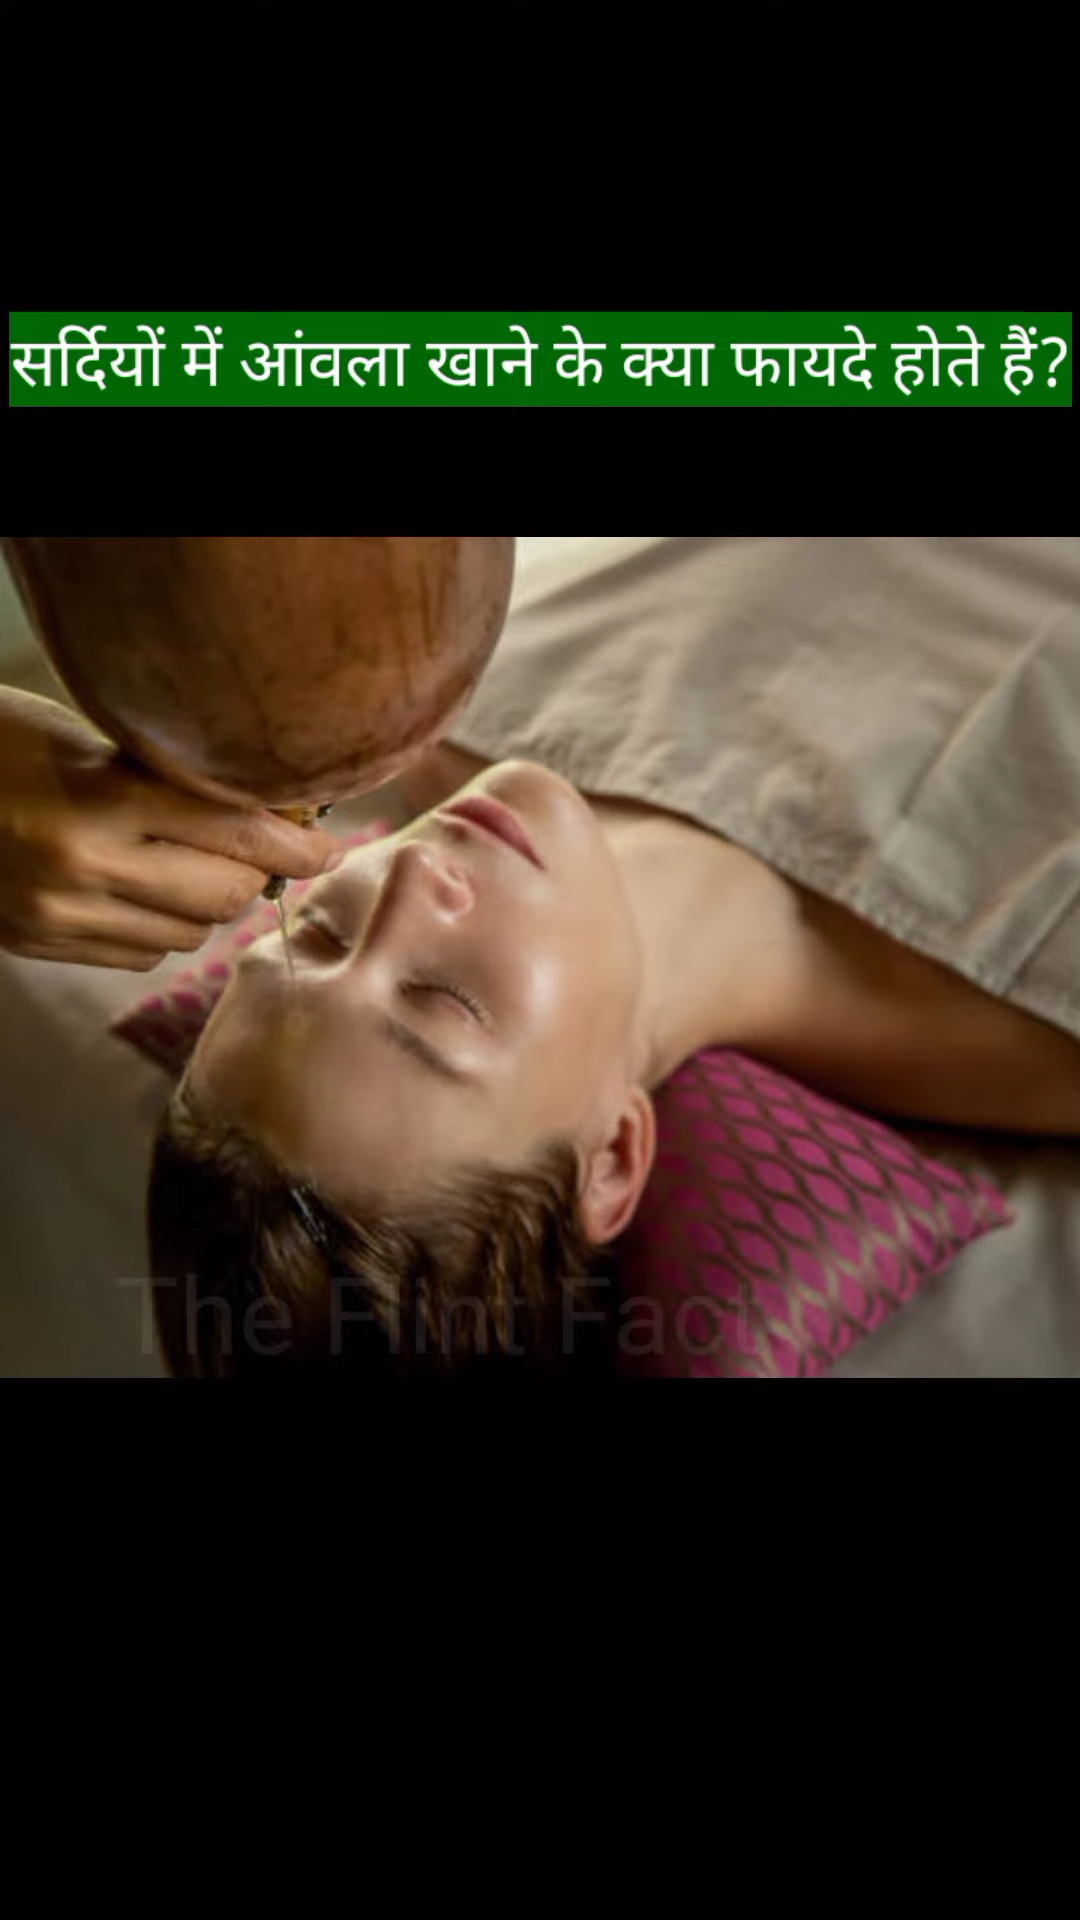 सर्दियों में आंवला खाने के क्या फायदे होते हैं?
The Flint Fact